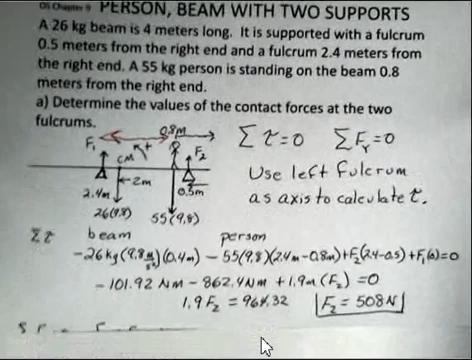 OS Chapter 9 PERSON, BEAM WITH TWO SUPPORTS
A 26 kg beam is 4 meters long. It is supported with a fulcrum
0.5 meters from the right end and a fulcrum 2.4 meters from
the right end. A 55 kg person is standing on the beam 0.8
meters from the right end.
a) Determine the values of the contact forces at the two
fulcrums.
0.8m
Στ=0 ΣFy=0
F1 CM + F2
Use left fulcrum
2m
2.4m 0.5m
as axis to calculate τ.
26(9.8) 55(9.8)
Στ beam person
-26kg(9.8 m/s²)(0.4m) - 55(9.8)(2.4m-0.8m)+F2(2.4-0.5)+F1(0)=0
-101.92 Nm - 862.4Nm + 1.9m(F2) =0
1.9F2 = 964.32 F2 = 508N